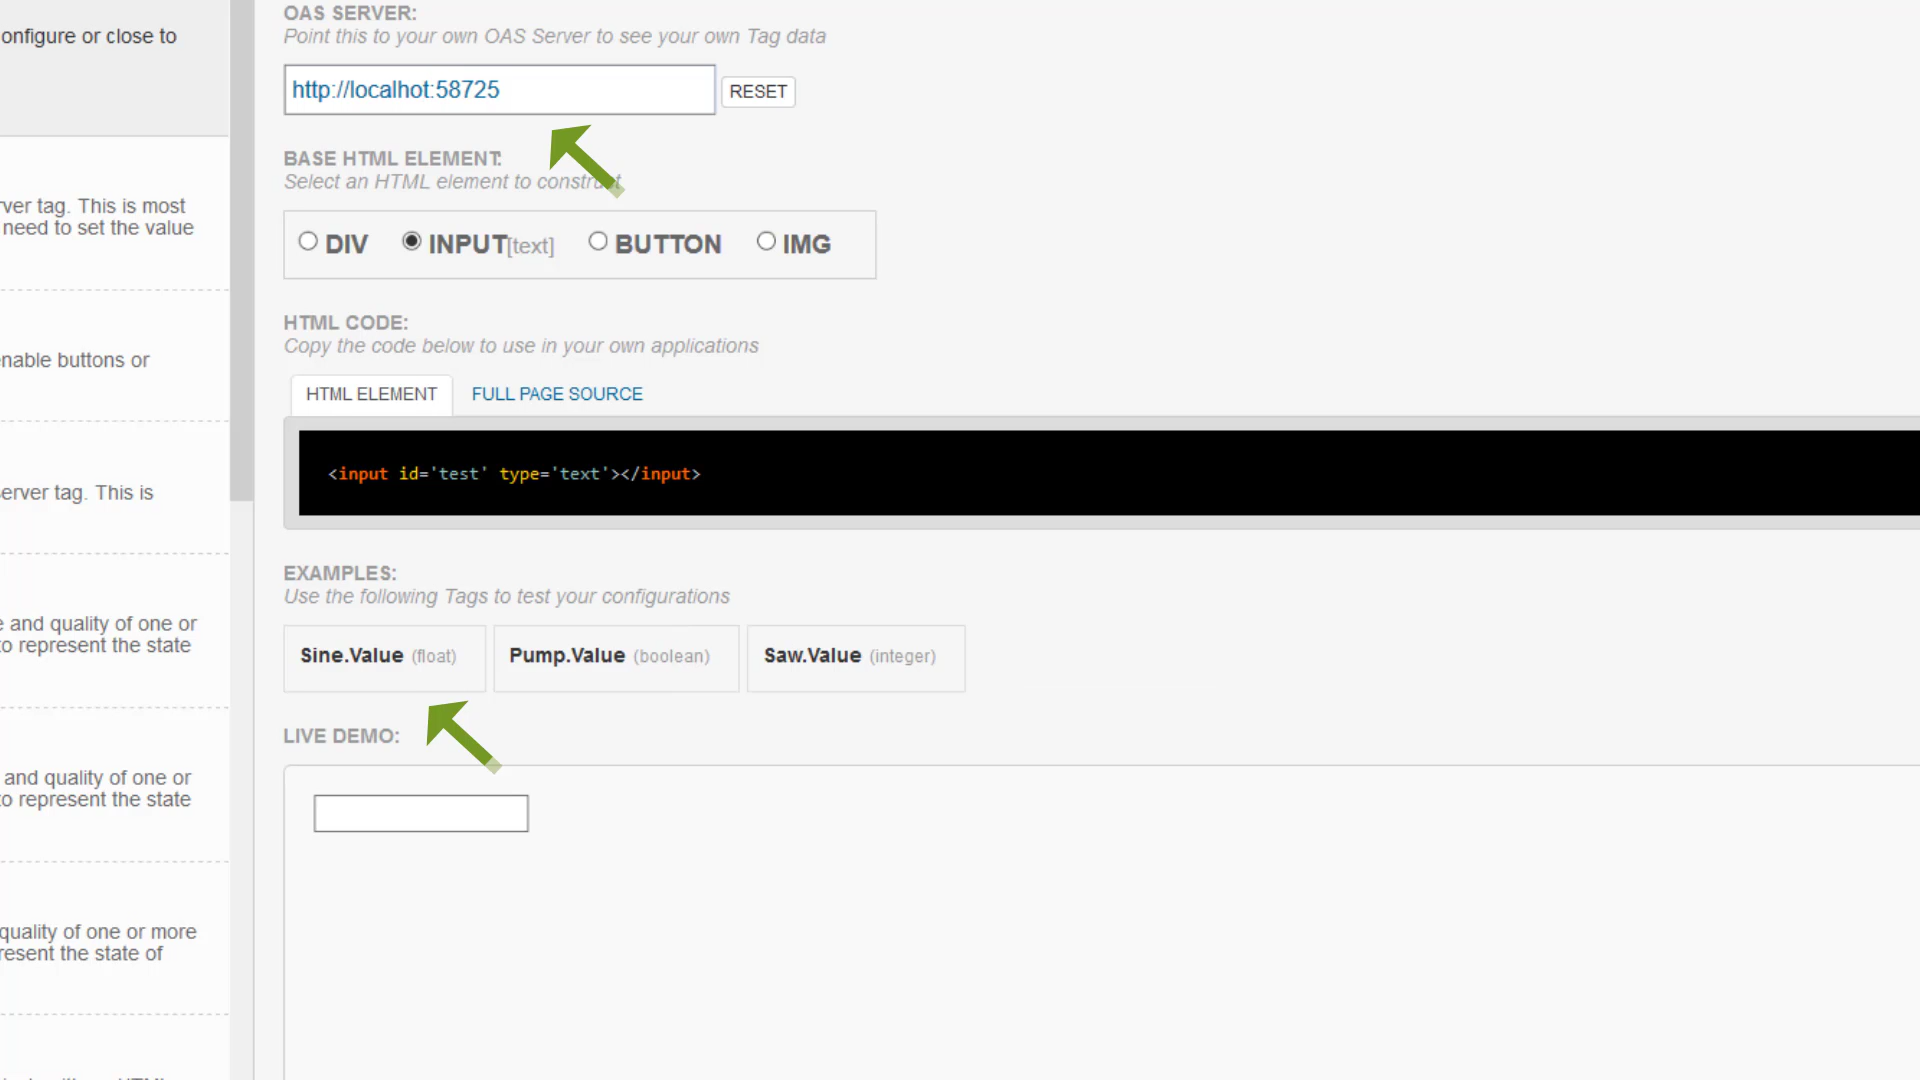 onfigure or close to
ver tag. This is most
need to set the value
enable buttons or
server tag. This is
e and quality of one or
to represent the state
and quality of one or
to represent the state
quality of one or more
resent the state of
OAS SERVER:
Point this to your own OAS Server to see your own Tag data
http://localhot:58725 RESET
BASE HTML ELEMENT:
Select an HTML element to construct
DIV INPUT[text] BUTTON IMG
HTML CODE:
Copy the code below to use in your own applications
HTML ELEMENT FULL PAGE SOURCE
<input id='test' type='text'></input>
EXAMPLES:
Use the following Tags to test your configurations
Sine.Value (float) Pump.Value (boolean) Saw.Value (integer)
LIVE DEMO: